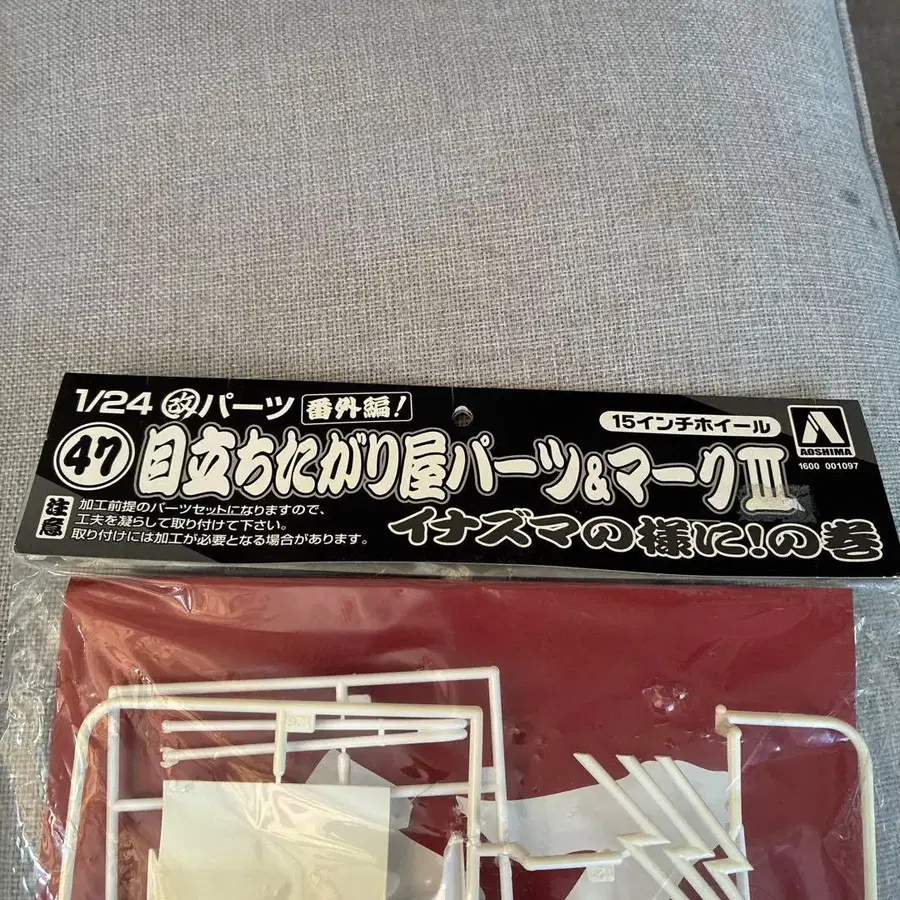 1/24 改パーツ 番外編!
15インチホイール
AOSHIMA
1600 001097
47 目立ちたがり屋パーツ&マークⅢ
注意
加工前提のパーツセットになりますので、
工夫を凝らして取り付けて下さい。
取り付けには加工が必要となる場合があります。
イナズマの様に!の巻